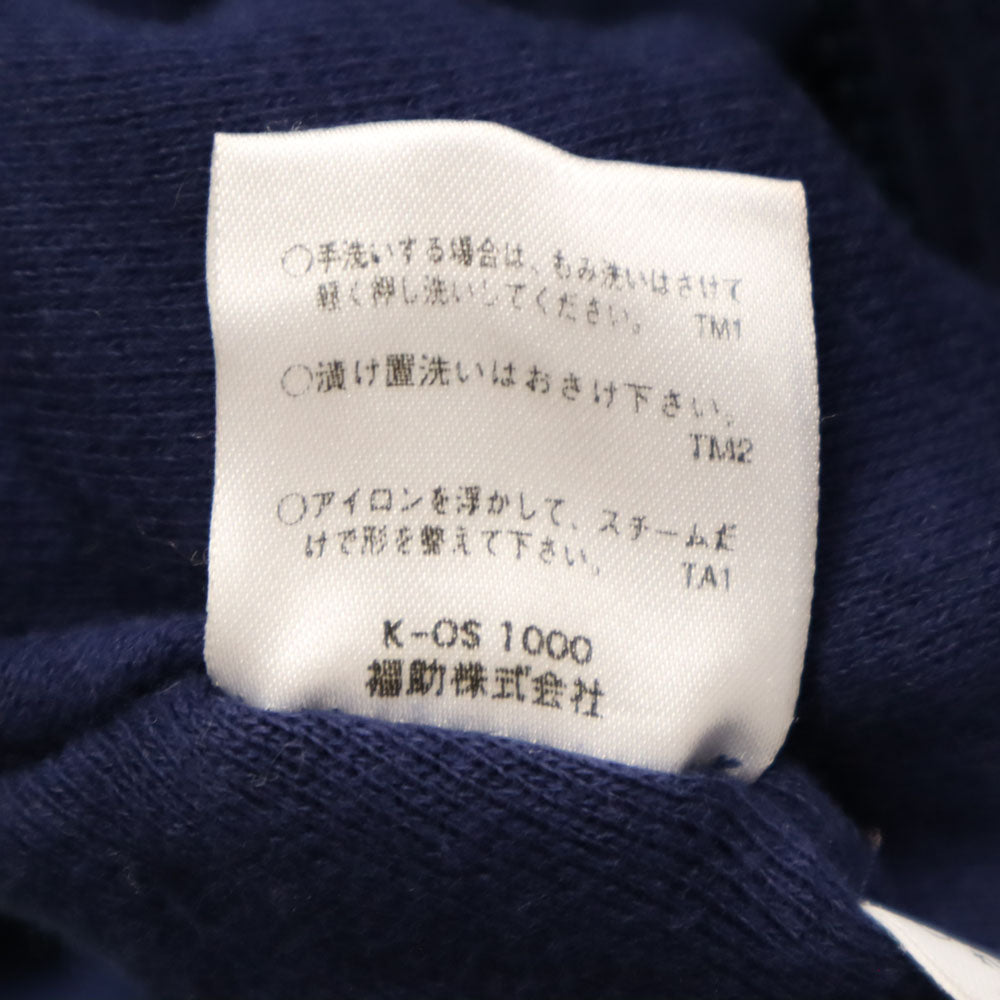 ○手洗いする場合は、もみ洗いはさけて
軽く押し洗いしてください。 TM1
○漬け置洗いはおさけ下さい。
TM2
○アイロンを浮かして、スチームだ
けで形を整えて下さい。 TA1
K-OS 1000
福助株式会社